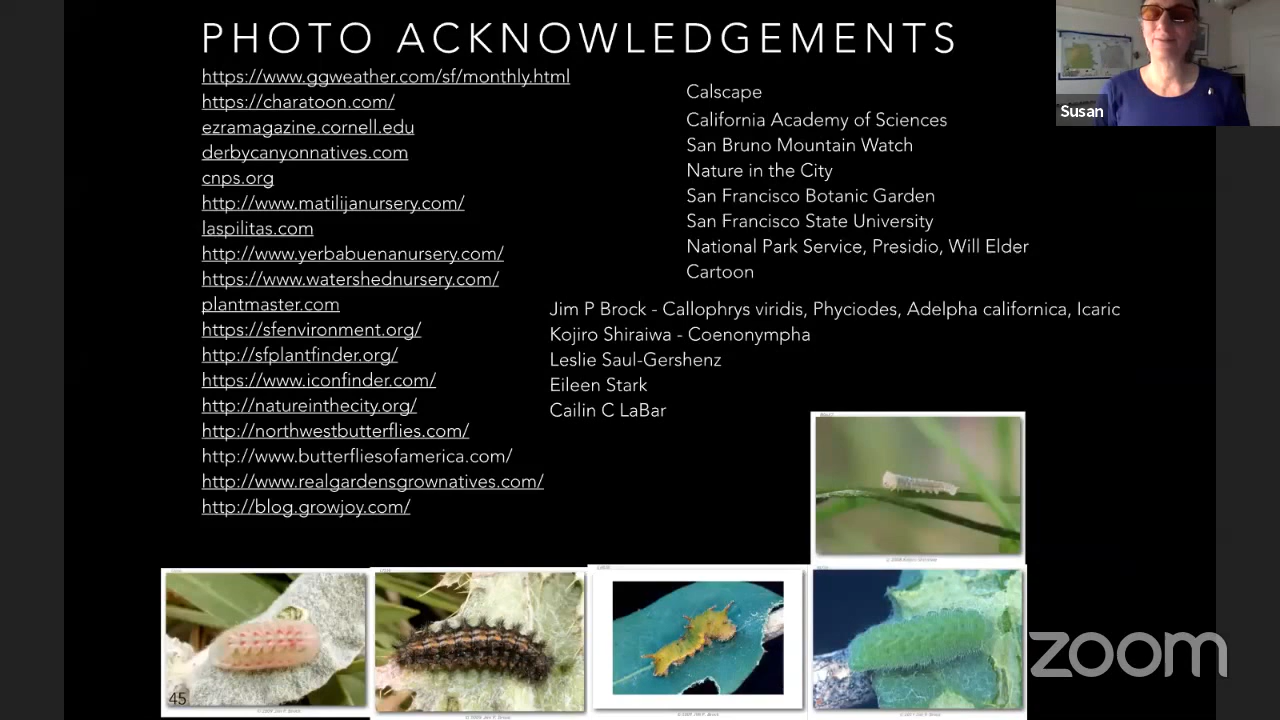 PHOTO ACKNOWLEDGEMENTS
https://www.ggweather.com/sf/monthly.html
https://charatoon.com/
ezramagazine.cornell.edu
derbycanyonnatives.com
cnps.org
http://www.matilijanursery.com/
laspilitas.com
http://www.yerbabuenanursery.com/
https://www.watershednursery.com/
plantmaster.com
https://sfenvironment.org/
http://sfplantfinder.org/
https://www.iconfinder.com/
http://natureinthecity.org/
http://northwestbutterflies.com/
http://www.butterfliesofamerica.com/
http://www.realgardensgrownatives.com/
http://blog.growjoy.com/
Calscape
California Academy of Sciences
San Bruno Mountain Watch
Nature in the City
San Francisco Botanic Garden
San Francisco State University
National Park Service, Presidio, Will Elder
Cartoon
Jim P Brock - Callophrys viridis, Phyciodes, Adelpha californica, Icaric
Kojiro Shiraiwa - Coenonympha
Leslie Saul-Gershenz
Eileen Stark
Cailin C LaBar
Susan
45
zoom